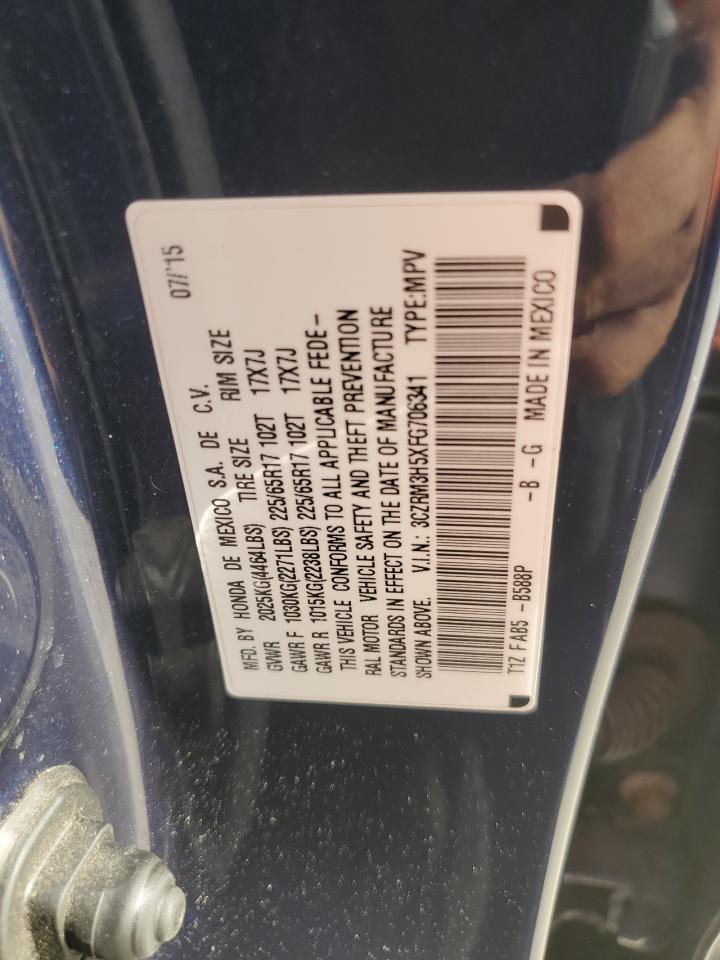 07/'15
MFD. BY HONDA DE MEXICO S.A. DE C.V.
GVWR 2025KG(4464LBS) TIRE SIZE RIM SIZE
GAWR F 1030KG(2271LBS) 225/65R17 102T 17X7J
GAWR R 1015KG(2238LBS) 225/65R17 102T 17X7J
THIS VEHICLE CONFORMS TO ALL APPLICABLE FEDE-
RAL MOTOR VEHICLE SAFETY AND THEFT PREVENTION
STANDARDS IN EFFECT ON THE DATE OF MANUFACTURE
SHOWN ABOVE. V.I.N.: 3CZRM3H5XFG706341 TYPE:MPV
T1Z FAB5 -B588P -B -G MADE IN MEXICO